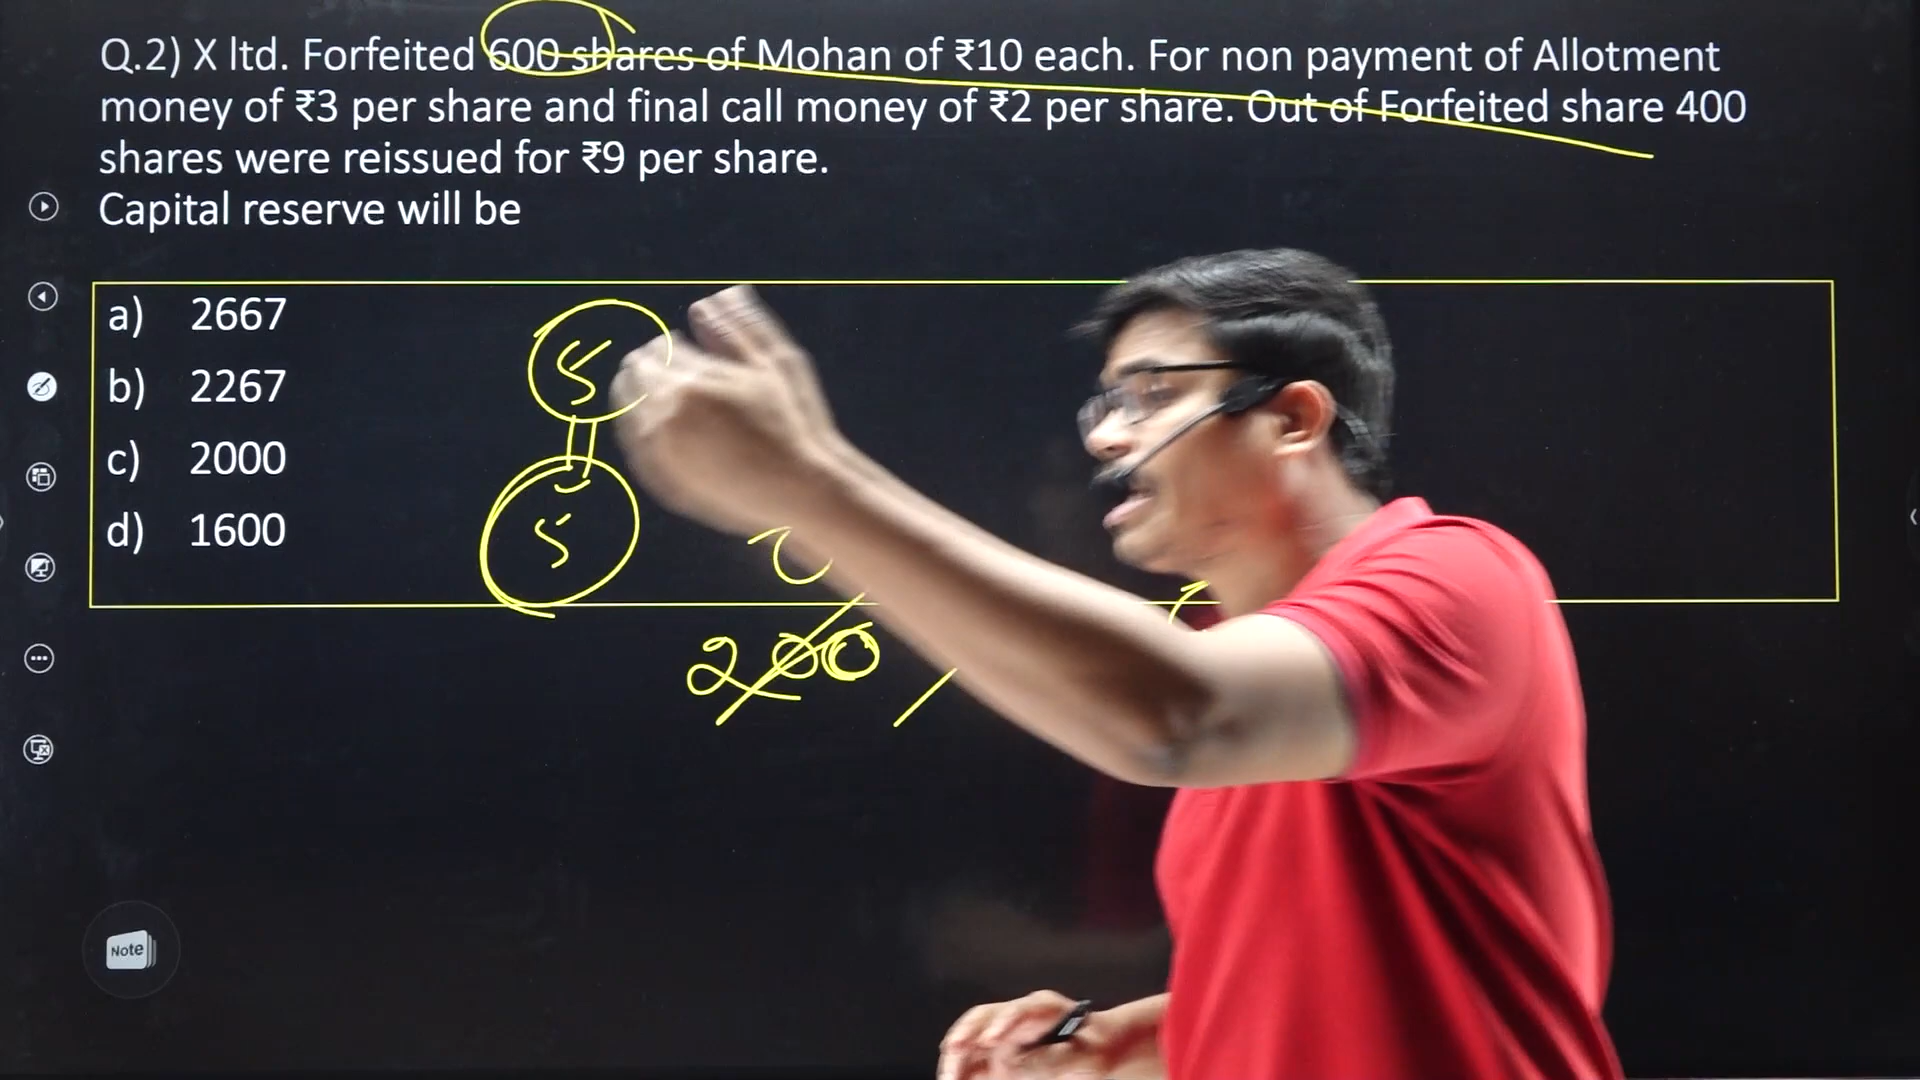 Q.2) X ltd. Forfeited 600 shares of Mohan of ₹10 each. For non payment of Allotment
money of ₹3 per share and final call money of ₹2 per share. Out of Forfeited share 400
shares were reissued for ₹9 per share.
Capital reserve will be
a) 2667
b) 2267
c) 2000
d) 1600
5
5
200
Note